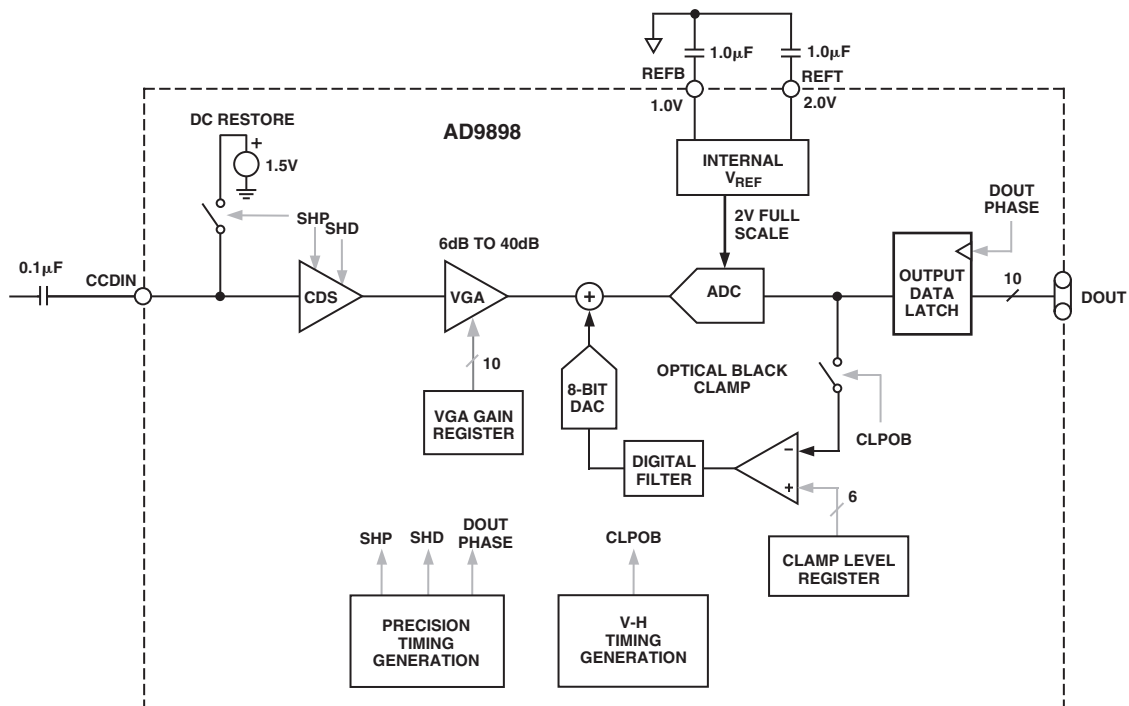 1.0µF
1.0µF
REFB
REFT
1.0V
2.0V
DC RESTORE
AD9898
+
1.5V
INTERNAL
VREF
SHP
SHD
2V FULL
SCALE
DOUT
PHASE
6dB TO 40dB
0.1µF
CCDIN
CDS
VGA
+
ADC
OUTPUT
DATA
LATCH
10
DOUT
10
8-BIT
DAC
OPTICAL BLACK
CLAMP
VGA GAIN
REGISTER
CLPOB
DIGITAL
FILTER
–
+
6
SHP
SHD
DOUT
PHASE
CLPOB
CLAMP LEVEL
REGISTER
PRECISION
TIMING
GENERATION
V-H
TIMING
GENERATION